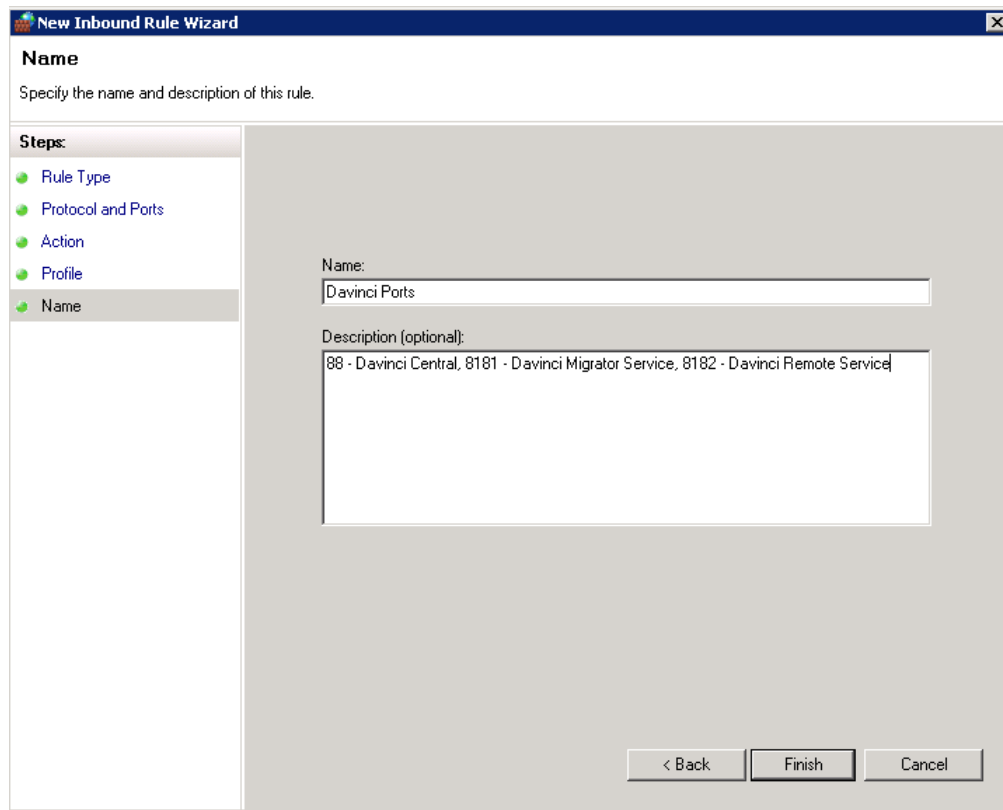 New Inbound Rule Wizard
Name
Specify the name and description of this rule.
Steps:
Rule Type
Protocol and Ports
Action
Profile
Name
Name:
Davinci Ports
Description (optional):
88 - Davinci Central, 8181 - Davinci Migrator Service, 8182 - Davinci Remote Service
< Back
Finish
Cancel